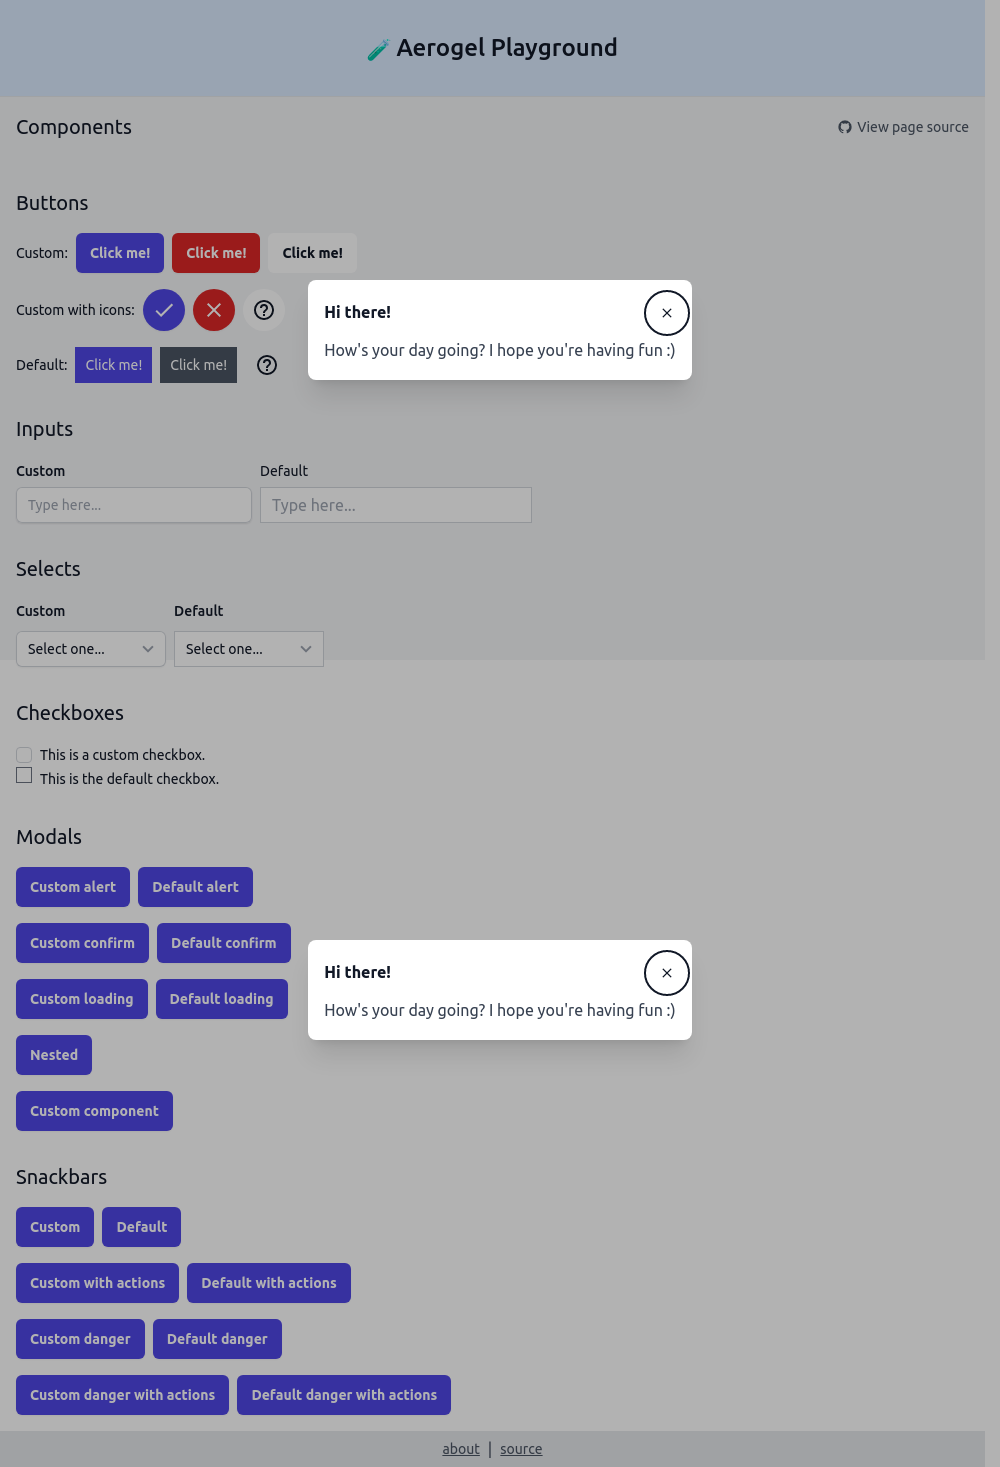 Aerogel Playground
Components
View page source
Buttons
Custom: Click me! Click me! Click me!
Custom with icons:
Default: Click me! Click me!
Hi there!
How's your day going? I hope you're having fun :)
Inputs
Custom Default
Type here... Type here...
Selects
Custom Default
Select one... Select one...
Checkboxes
This is a custom checkbox.
This is the default checkbox.
Modals
Custom alert Default alert
Custom confirm Default confirm
Custom loading Default loading
Hi there!
How's your day going? I hope you're having fun :)
Nested
Custom component
Snackbars
Custom Default
Custom with actions Default with actions
Custom danger Default danger
Custom danger with actions Default danger with actions
about | source